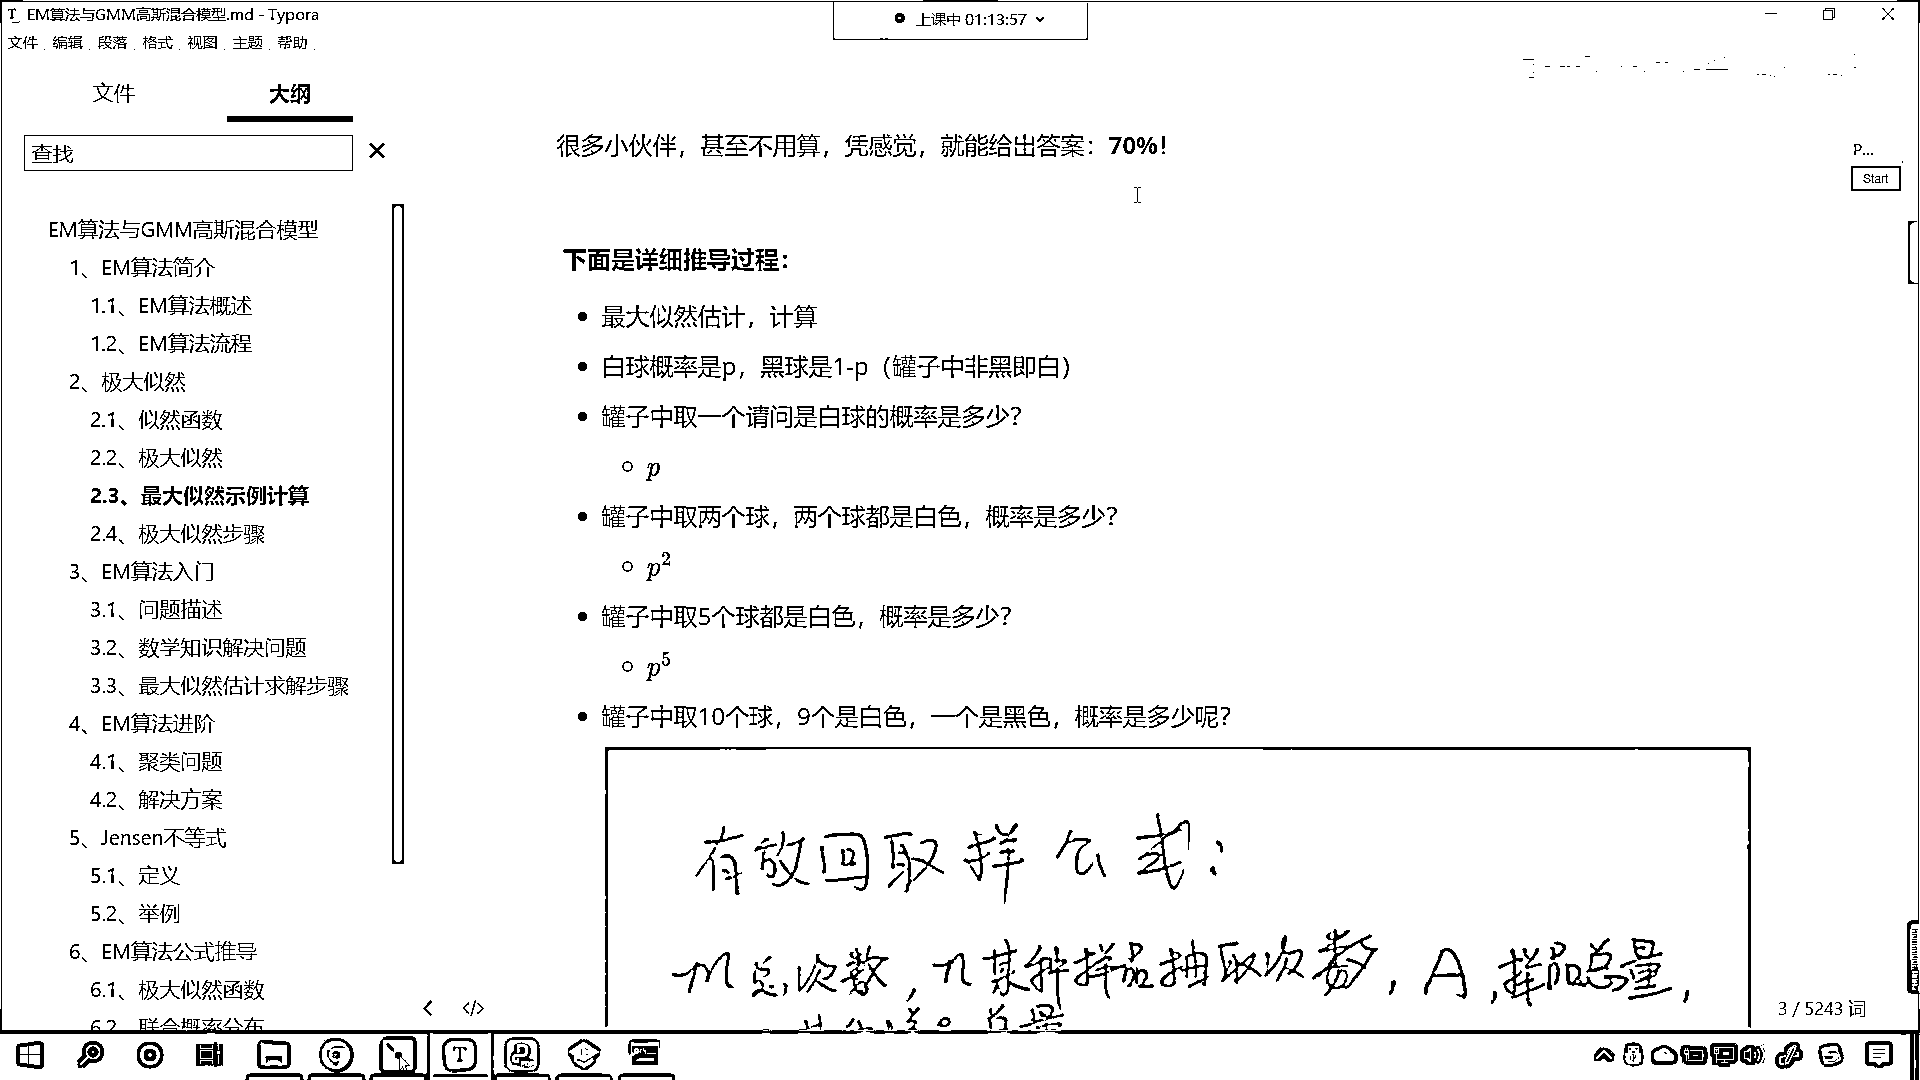 EM算法与GMM高斯混合模型.md - Typora
上课中 01:13:57
文件 编辑 段落 格式 视图 主题 帮助
文件 大纲
查找
EM算法与GMM高斯混合模型
1、EM算法简介
1.1、EM算法概述
1.2、EM算法流程
2、极大似然
2.1、似然函数
2.2、极大似然
2.3、最大似然示例计算
2.4、极大似然步骤
3、EM算法入门
3.1、问题描述
3.2、数学知识解决问题
3.3、最大似然估计求解步骤
4、EM算法进阶
4.1、聚类问题
4.2、解决方案
5、Jensen不等式
5.1、定义
5.2、举例
6、EM算法公式推导
6.1、极大似然函数
6.2、联合概率分布
很多小伙伴，甚至不用算，凭感觉，就能给出答案：70%！
下面是详细推导过程：
最大似然估计，计算
白球概率是p，黑球是1-p（罐子中非黑即白）
罐子中取一个请问是白球的概率是多少？
p
罐子中取两个球，两个球都是白色，概率是多少？
p²
罐子中取5个球都是白色，概率是多少？
p⁵
罐子中取10个球，9个是白色，一个是黑色，概率是多少呢？
有放回取样公式：
m总次数，n某种样品抽取次数，A，样品总量，
P...
Start
3 / 5243 词